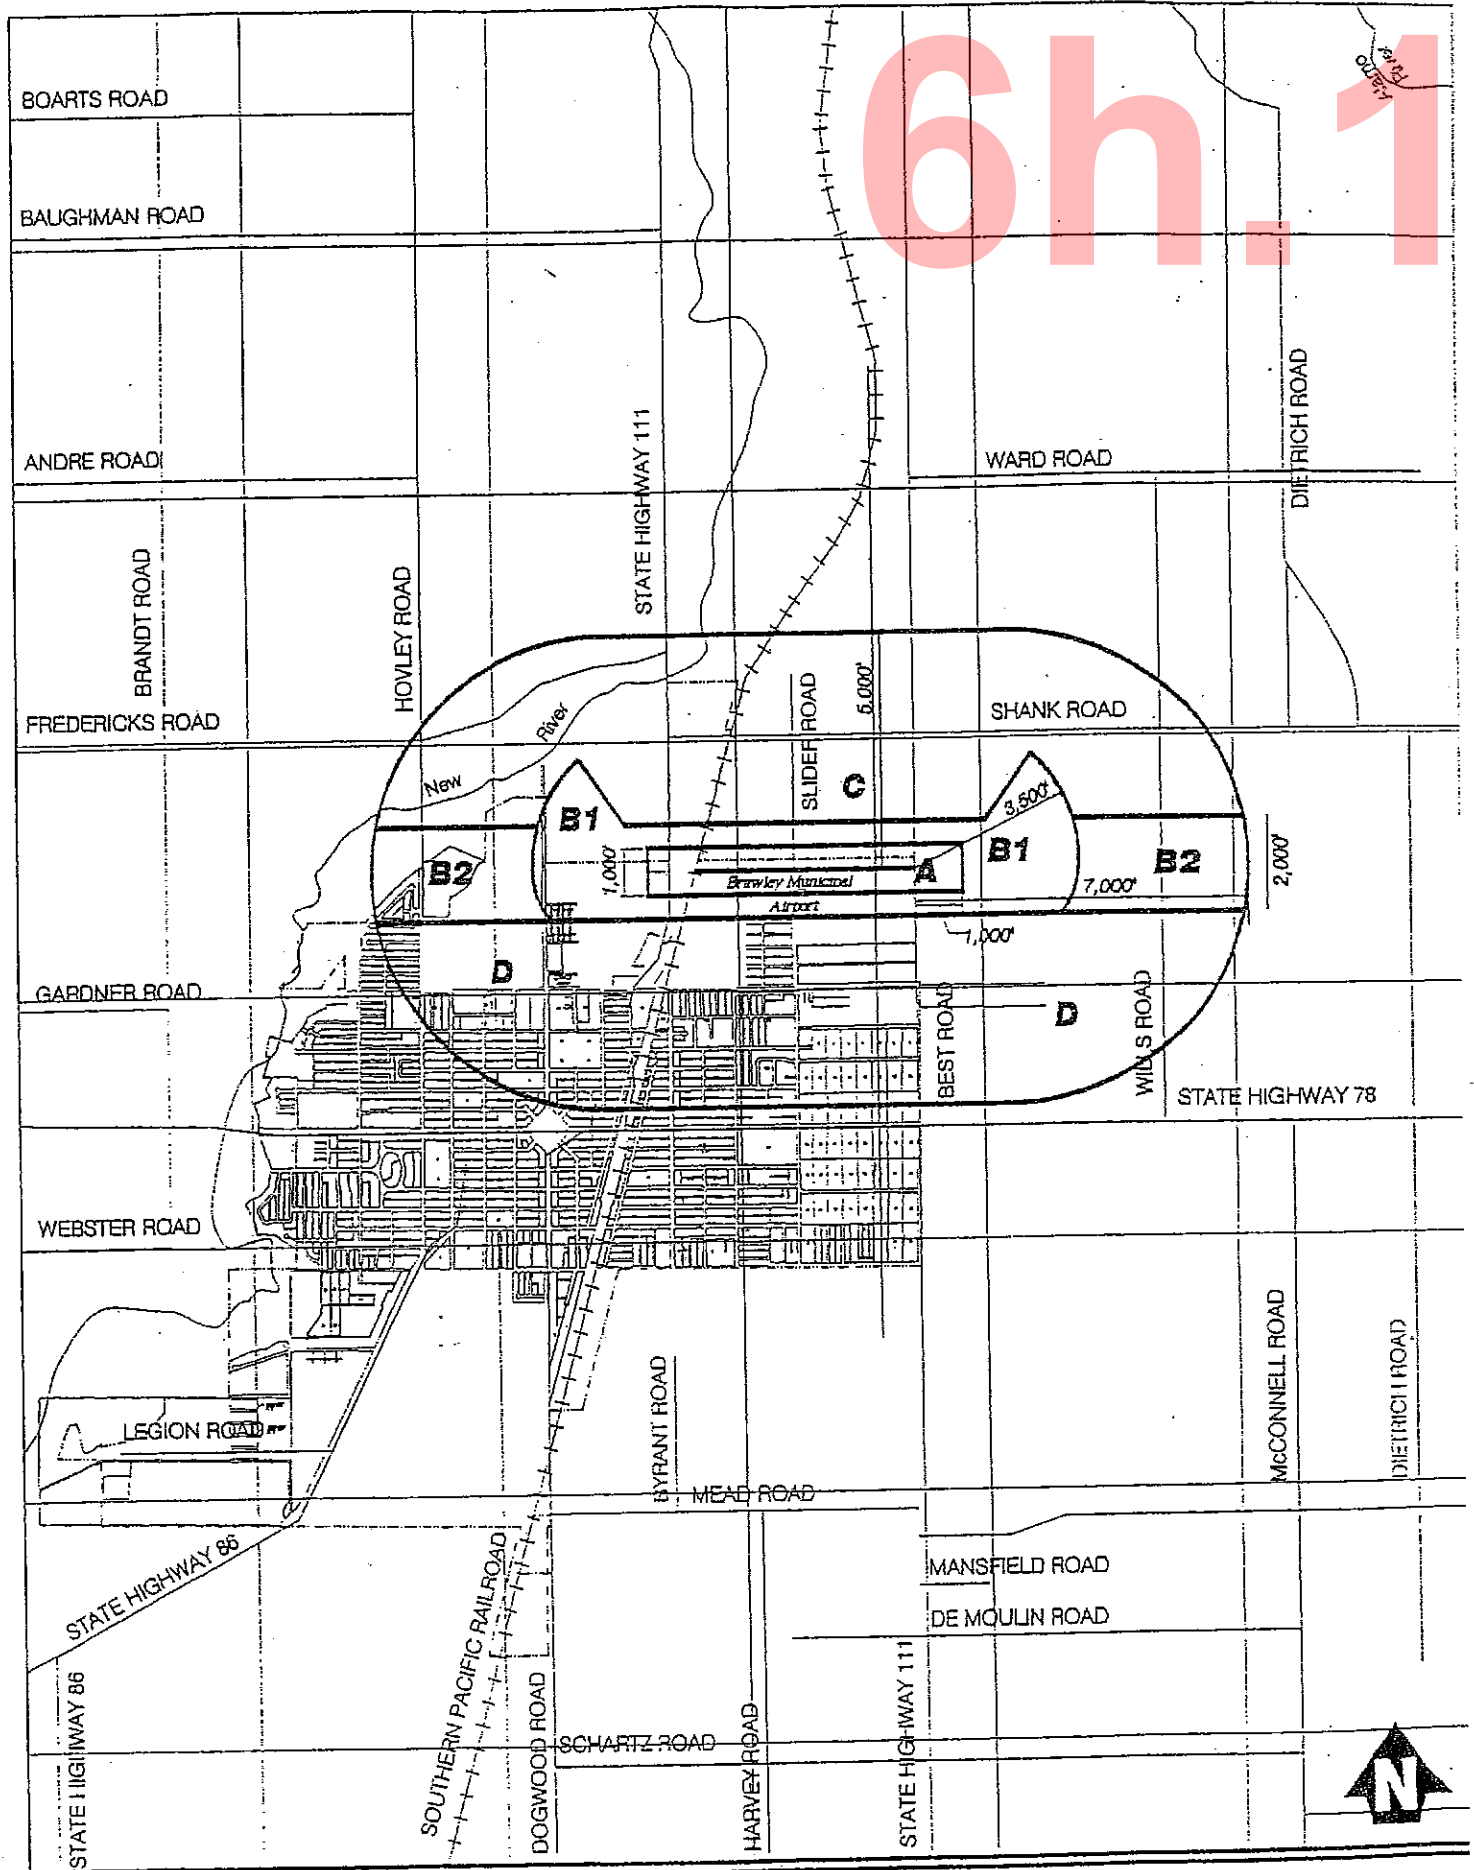 6h.1
Alamo
River
BOARTS ROAD
BAUGHMAN ROAD
ANDRE ROAD
WARD ROAD
DIETRICH ROAD
STATE HIGHWAY 111
BRANDT ROAD
HOVLEY ROAD
FREDERICKS ROAD
SHANK ROAD
SLIDER ROAD
5,000'
New
River
C
3,500'
B1
B1
B2
B2
1,000'
A
Brawley Municipal
Airport
7,000'
2,000'
1,000'
D
D
GARDNER ROAD
BEST ROAD
WILLS ROAD
STATE HIGHWAY 78
WEBSTER ROAD
LEGION ROAD
BYRANT ROAD
McCONNELL ROAD
DIETRICH ROAD
MEAD ROAD
STATE HIGHWAY 86
MANSFIELD ROAD
DE MOULIN ROAD
STATE HIGHWAY 86
SOUTHERN PACIFIC RAILROAD
DOGWOOD ROAD
SCHARTZ ROAD
HARVEY ROAD
STATE HIGHWAY 111
N